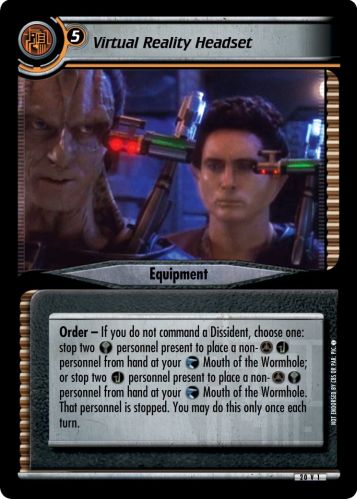 5 Virtual Reality Headset
Equipment
Order – If you do not command a Dissident, choose one:
stop two personnel present to place a non-
personnel from hand at your Mouth of the Wormhole;
or stop two personnel present to place a non-
personnel from hand at your Mouth of the Wormhole.
That personnel is stopped. You may do this only once each
turn.
NOT ENDORSED BY CBS OR PAR. PIC.
20 V 1